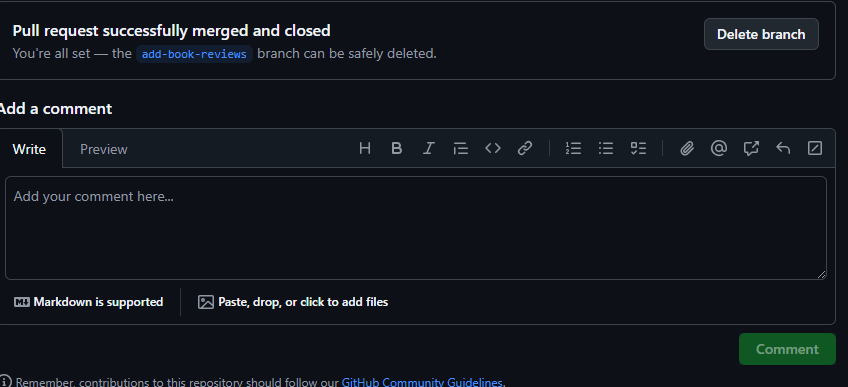 Pull request successfully merged and closed
You're all set — the add-book-reviews branch can be safely deleted.
Delete branch
Add a comment
Write
Preview
H B I <>
Add your comment here...
Markdown is supported
Paste, drop, or click to add files
Comment
Remember, contributions to this repository should follow our GitHub Community Guidelines.